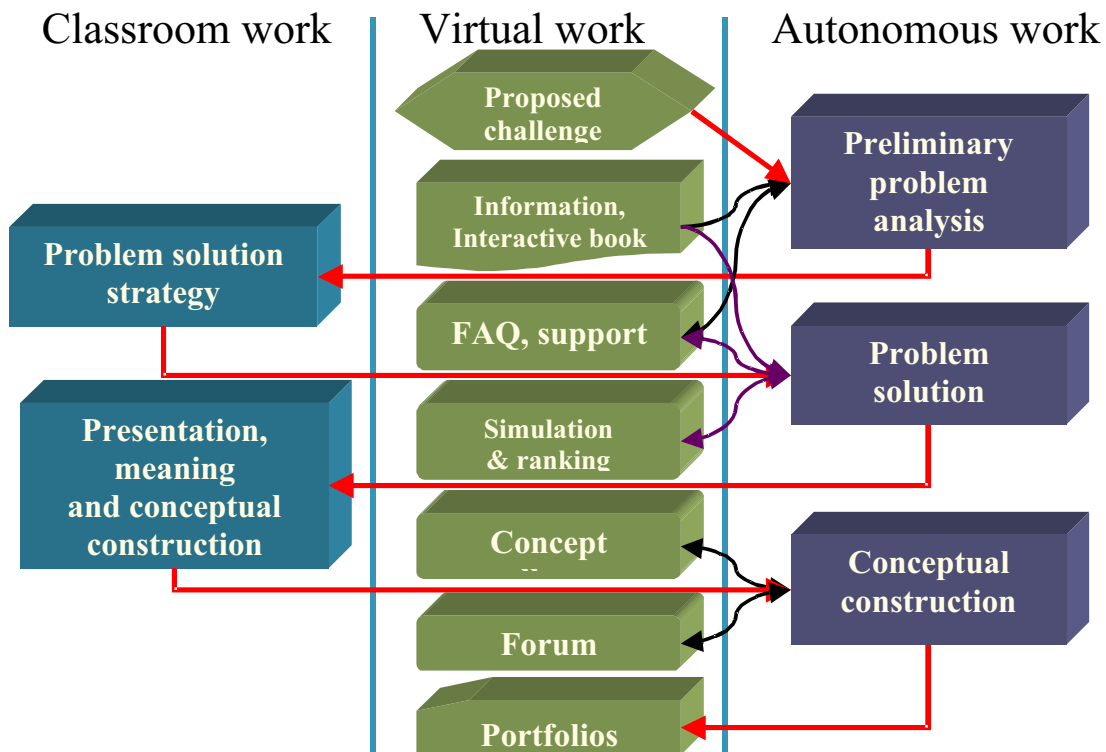 Classroom work
Virtual work
Autonomous work
Proposed
challenge
Preliminary
problem
analysis
Information,
Interactive book
Problem solution
strategy
FAQ, support
Problem
solution
Presentation,
meaning
and conceptual
construction
Simulation
& ranking
Concept
Conceptual
construction
Forum
Portfolios